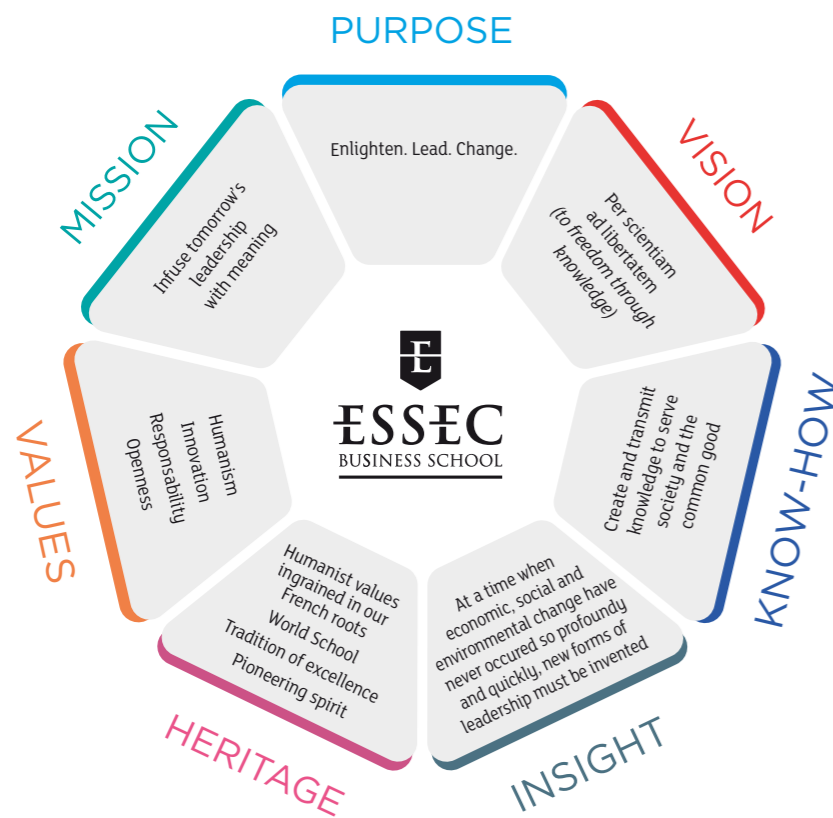 PURPOSE
Enlighten. Lead. Change.
VISION
Per scientiam
ad libertatem
(to freedom through
knowledge)
KNOW-HOW
Create and transmit
knowledge to serve
society and the
common good
INSIGHT
At a time when
economic, social and
environmental change have
never occured so profoundly
and quickly, new forms of
leadership must be invented
HERITAGE
Humanist values
ingrained in our
French roots
World School
Tradition of excellence
Pioneering spirit
VALUES
Humanism
Innovation
Responsability
Openness
MISSION
Infuse tomorrow's
leadership
with meaning
E
ESSEC
BUSINESS SCHOOL